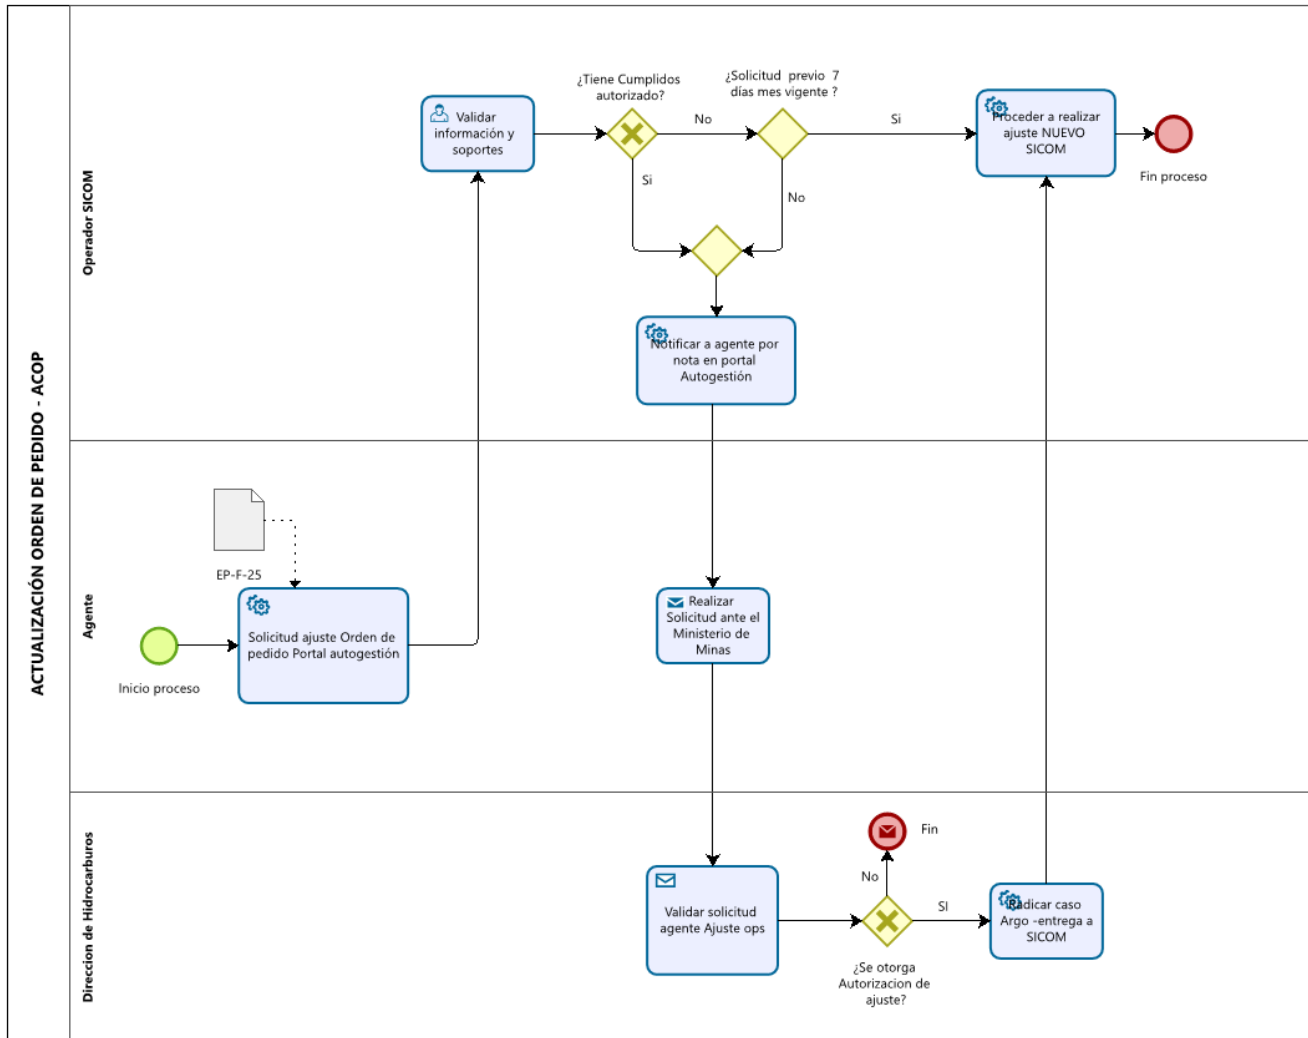 ACTUALIZACIÓN ORDEN DE PEDIDO - ACOP
Operador SICOM
Validar
información y
soportes
¿Tiene Cumplidos
autorizado?
No
Si
¿Solicitud previo 7
días mes vigente ?
Si
No
Proceder a realizar
ajuste NUEVO
SICOM
Fin proceso
Notificar a agente por
nota en portal
Autogestión
Agente
EP-F-25
Inicio proceso
Solicitud ajuste Orden de
pedido Portal autogestión
Realizar
Solicitud ante el
Ministerio de
Minas
Direccion de Hidrocarburos
Validar solicitud
agente Ajuste ops
Fin
No
SI
¿Se otorga
Autorizacion de
ajuste?
Radicar caso
Argo -entrega a
SICOM